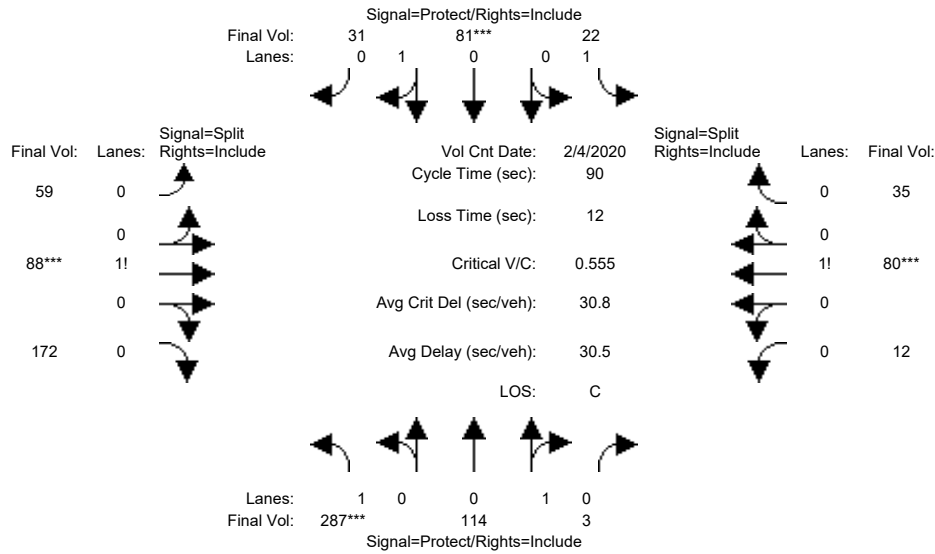 Signal=Protect/Rights=Include
Final Vol: 31 81*** 22
Lanes: 0 1 0 0 1
Signal=Split
Final Vol: Lanes: Rights=Include
Vol Cnt Date: 2/4/2020
Signal=Split
Rights=Include Lanes: Final Vol:
Cycle Time (sec): 90
59 0
0 35
Loss Time (sec): 12
0
0
88*** 1!
Critical V/C: 0.555
1! 80***
0
Avg Crit Del (sec/veh): 30.8
0
172 0
Avg Delay (sec/veh): 30.5
0 12
LOS: C
Lanes: 1 0 0 1 0
Final Vol: 287*** 114 3
Signal=Protect/Rights=Include